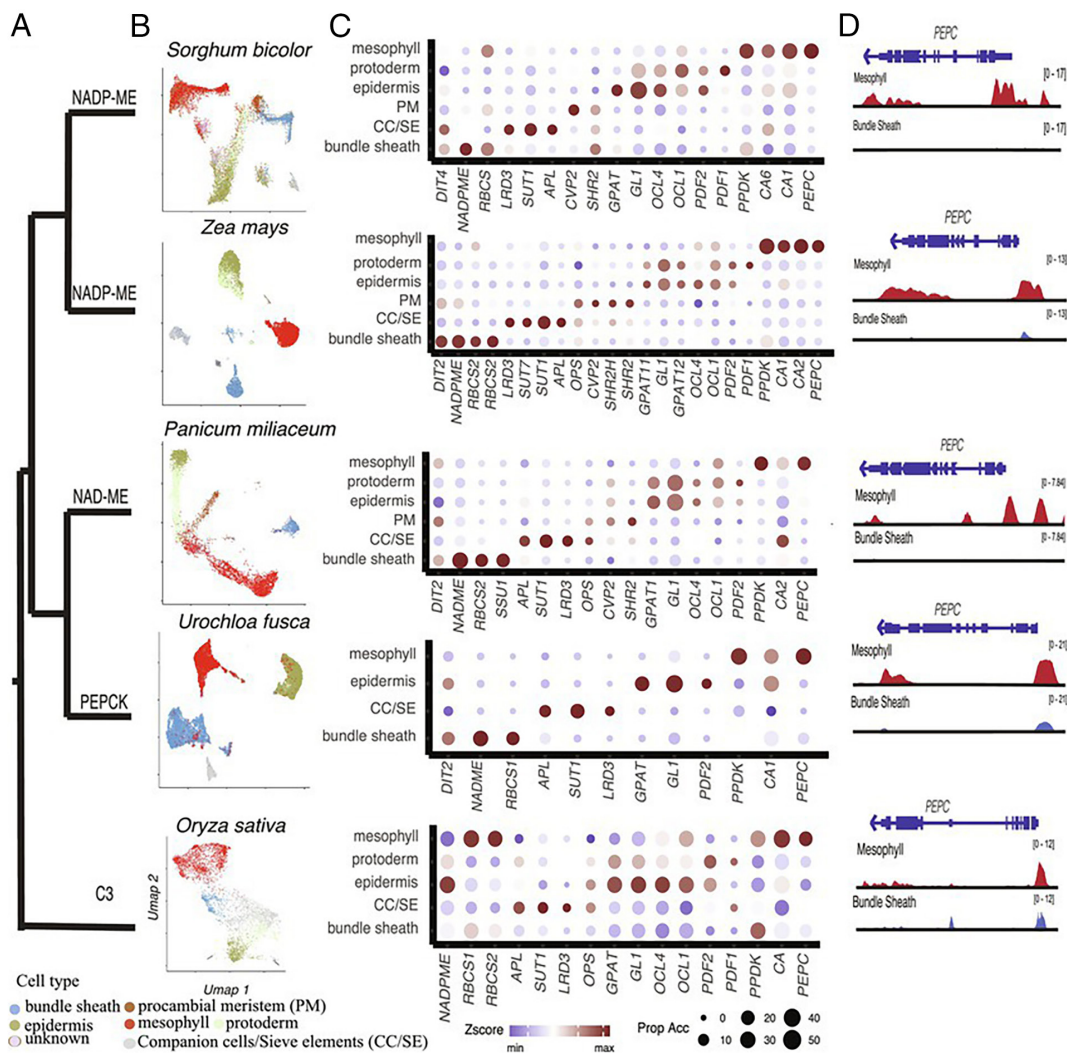 A
B
C
D
NADP-ME
NADP-ME
NAD-ME
PEPCK
C3
Sorghum bicolor
Zea mays
Panicum miliaceum
Urochloa fusca
Oryza sativa
Umap 2
Umap 1
mesophyll
protoderm
epidermis
PM
CC/SE
bundle sheath
DIT4 NADPME RBCS LRD3 SUT1 APL CVP2 SHR2 GPAT GL1 OCL4 OCL1 PDF2 PDF1 PPDK CA6 CA1 PEPC
mesophyll
protoderm
epidermis
PM
CC/SE
bundle sheath
DIT2 NADPME RBCS2 RBCS2 LRD3 SUT7 SUT1 APL OPS CVP2 SHR2H SHR2 GPAT11 GL1 GPAT12 OCL4 OCL1 PDF2 PDF1 PPDK CA1 CA2 PEPC
mesophyll
protoderm
epidermis
PM
CC/SE
bundle sheath
DIT2 NADME RBCS2 SSU1 APL SUT1 LRD3 OPS CVP2 SHR2 GPAT1 GL1 OCL4 OCL1 PDF2 PPDK CA2 PEPC
mesophyll
epidermis
CC/SE
bundle sheath
DIT2 NADME RBCS1 APL SUT1 LRD3 GPAT GL1 PDF2 PPDK CA1 PEPC
mesophyll
protoderm
epidermis
CC/SE
bundle sheath
NADPME RBCS1 RBCS2 APL SUT1 LRD3 OPS GPAT GL1 OCL4 OCL1 PDF2 PDF1 PPDK CA PEPC
PEPC
Mesophyll [0 - 17]
Bundle Sheath [0 - 17]
PEPC
Mesophyll [0 - 13]
Bundle Sheath [0 - 13]
PEPC
Mesophyll [0 - 7.84]
Bundle Sheath [0 - 7.84]
PEPC
Mesophyll [0 - 21]
Bundle Sheath [0 - 21]
PEPC
Mesophyll [0 - 12]
Bundle Sheath [0 - 12]
Cell type
bundle sheath procambial meristem (PM)
epidermis mesophyll protoderm
unknown Companion cells/Sieve elements (CC/SE)
Zscore min max
Prop Acc 0 20 40
10 30 50